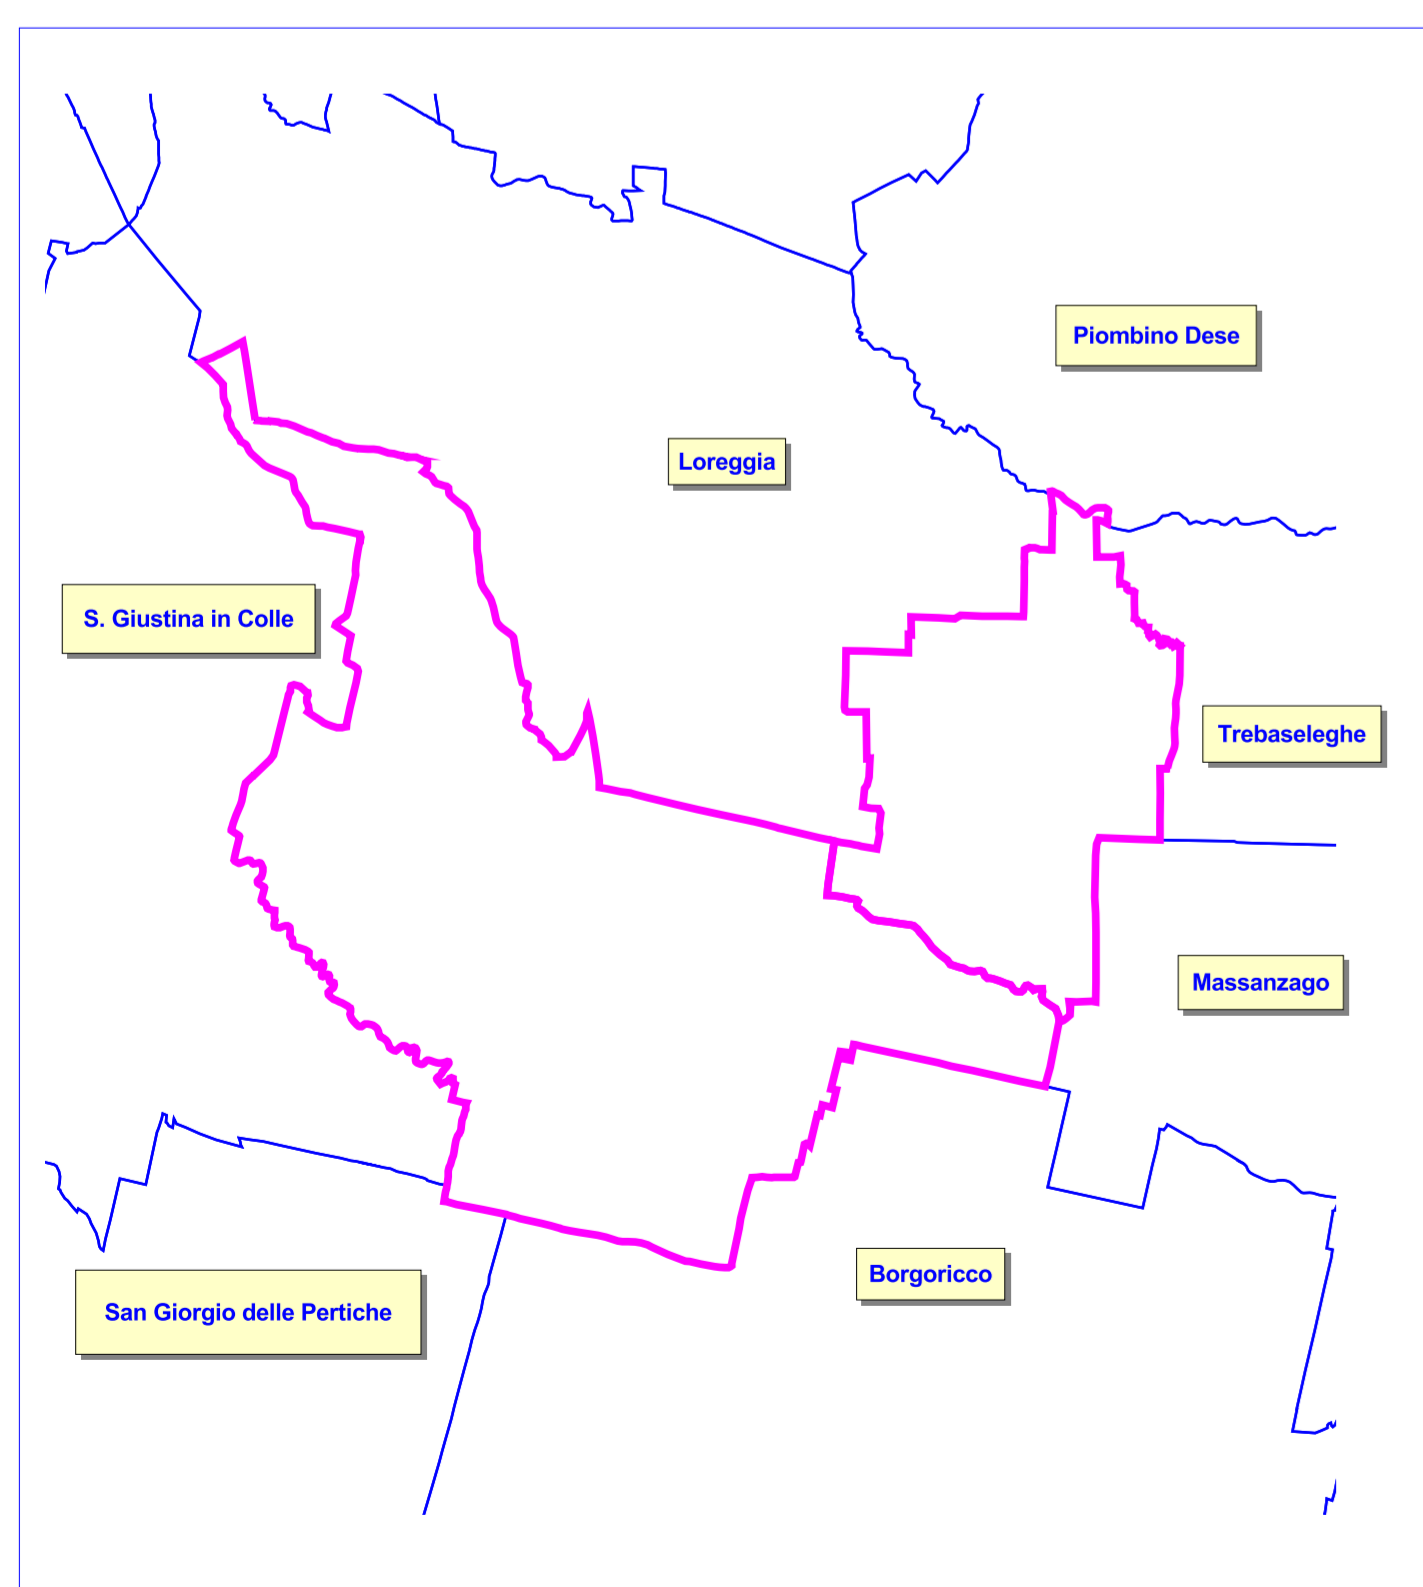 Piombino Dese
Loreggia
S. Giustina in Colle
Trebaseleghe
Massanzago
Borgoricco
San Giorgio delle Pertiche